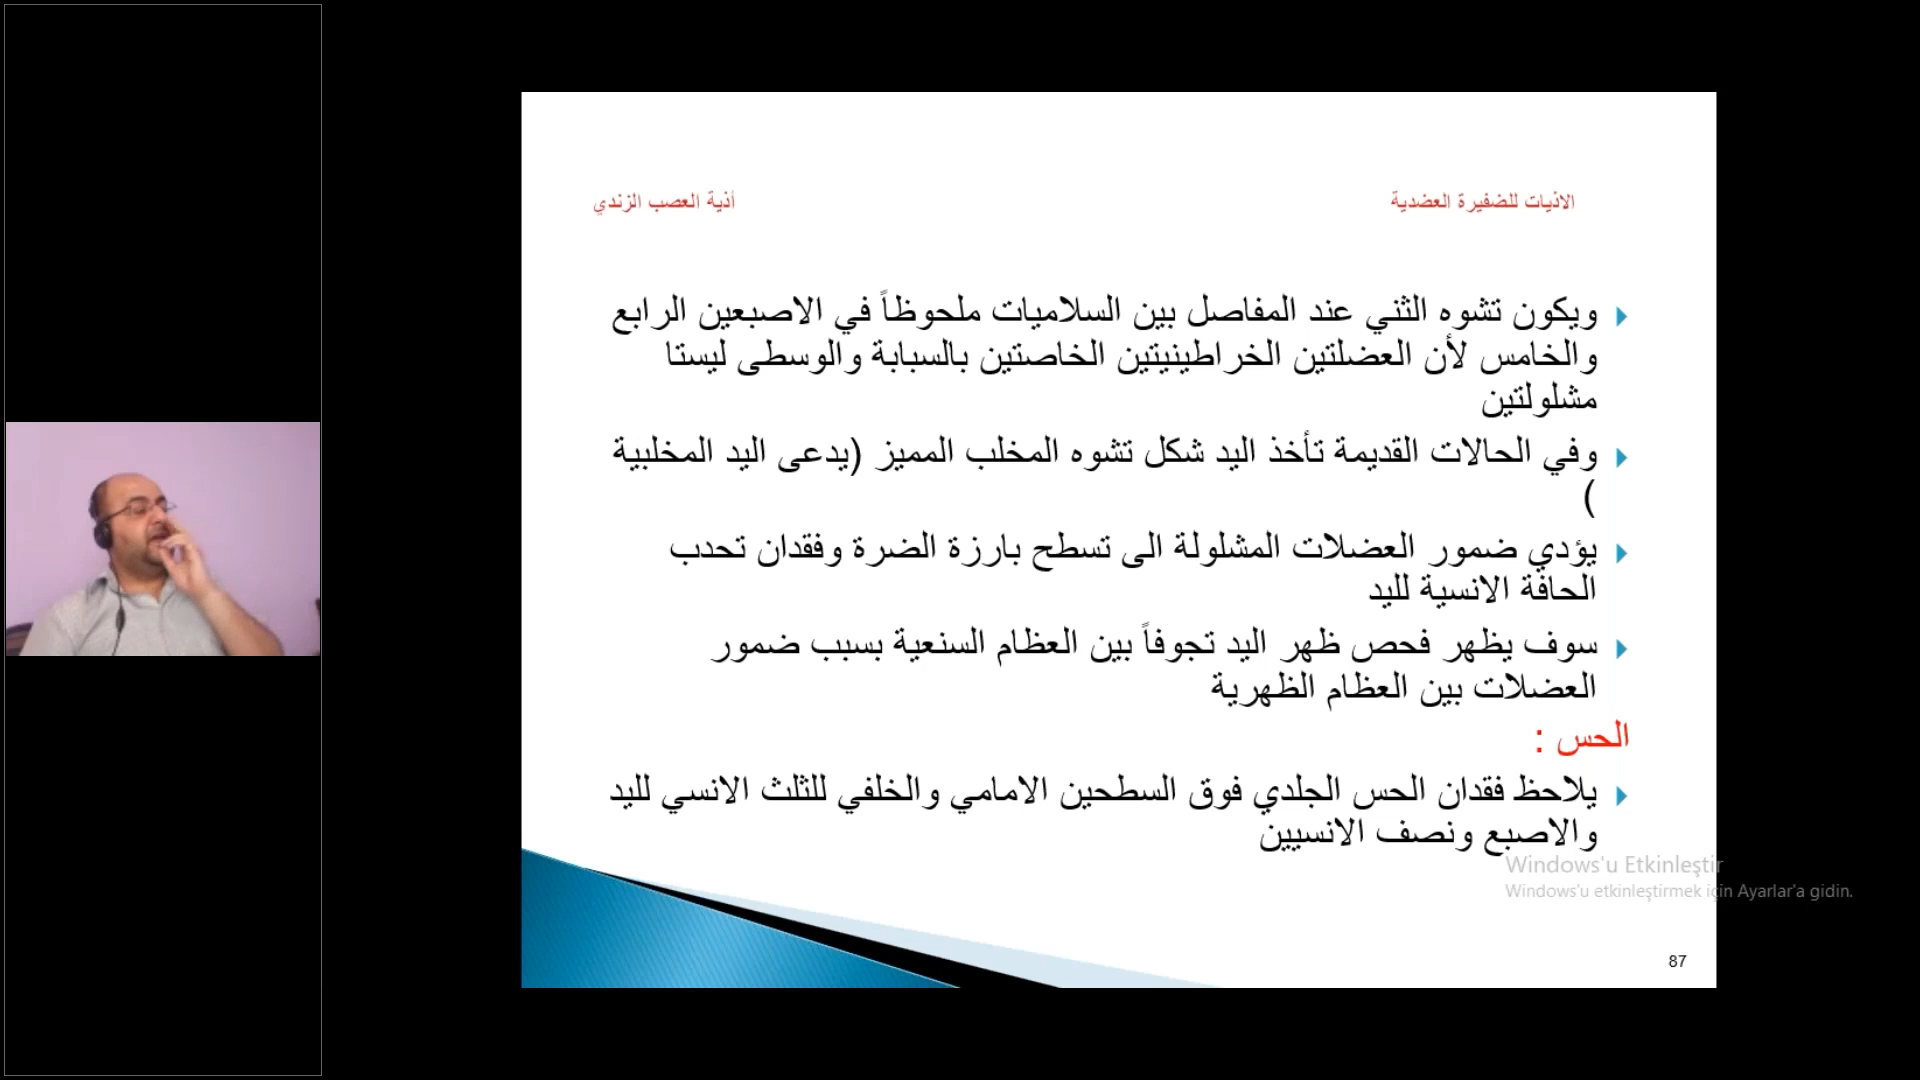 الاذيات للضفيرة العضدية
أذية العصب الزندي
ويكون تشوه الثني عند المفاصل بين السلاميات ملحوظاً في الاصبعين الرابع
والخامس لأن العضلتين الخراطينيتين الخاصتين بالسبابة والوسطى ليستا
مشلولتين
وفي الحالات القديمة تأخذ اليد شكل تشوه المخلب المميز (يدعى اليد المخلبية
)
يؤدي ضمور العضلات المشلولة الى تسطح بارزة الضرة وفقدان تحدب
الحافة الانسية لليد
سوف يظهر فحص ظهر اليد تجوفاً بين العظام السنعية بسبب ضمور
العضلات بين العظام الظهرية
الحس :
يلاحظ فقدان الحس الجلدي فوق السطحين الامامي والخلفي للثلث الانسي لليد
والاصبع ونصف الانسيين
Windows'u Etkinleştir
Windows'u etkinleştirmek için Ayarlar'a gidin.
87